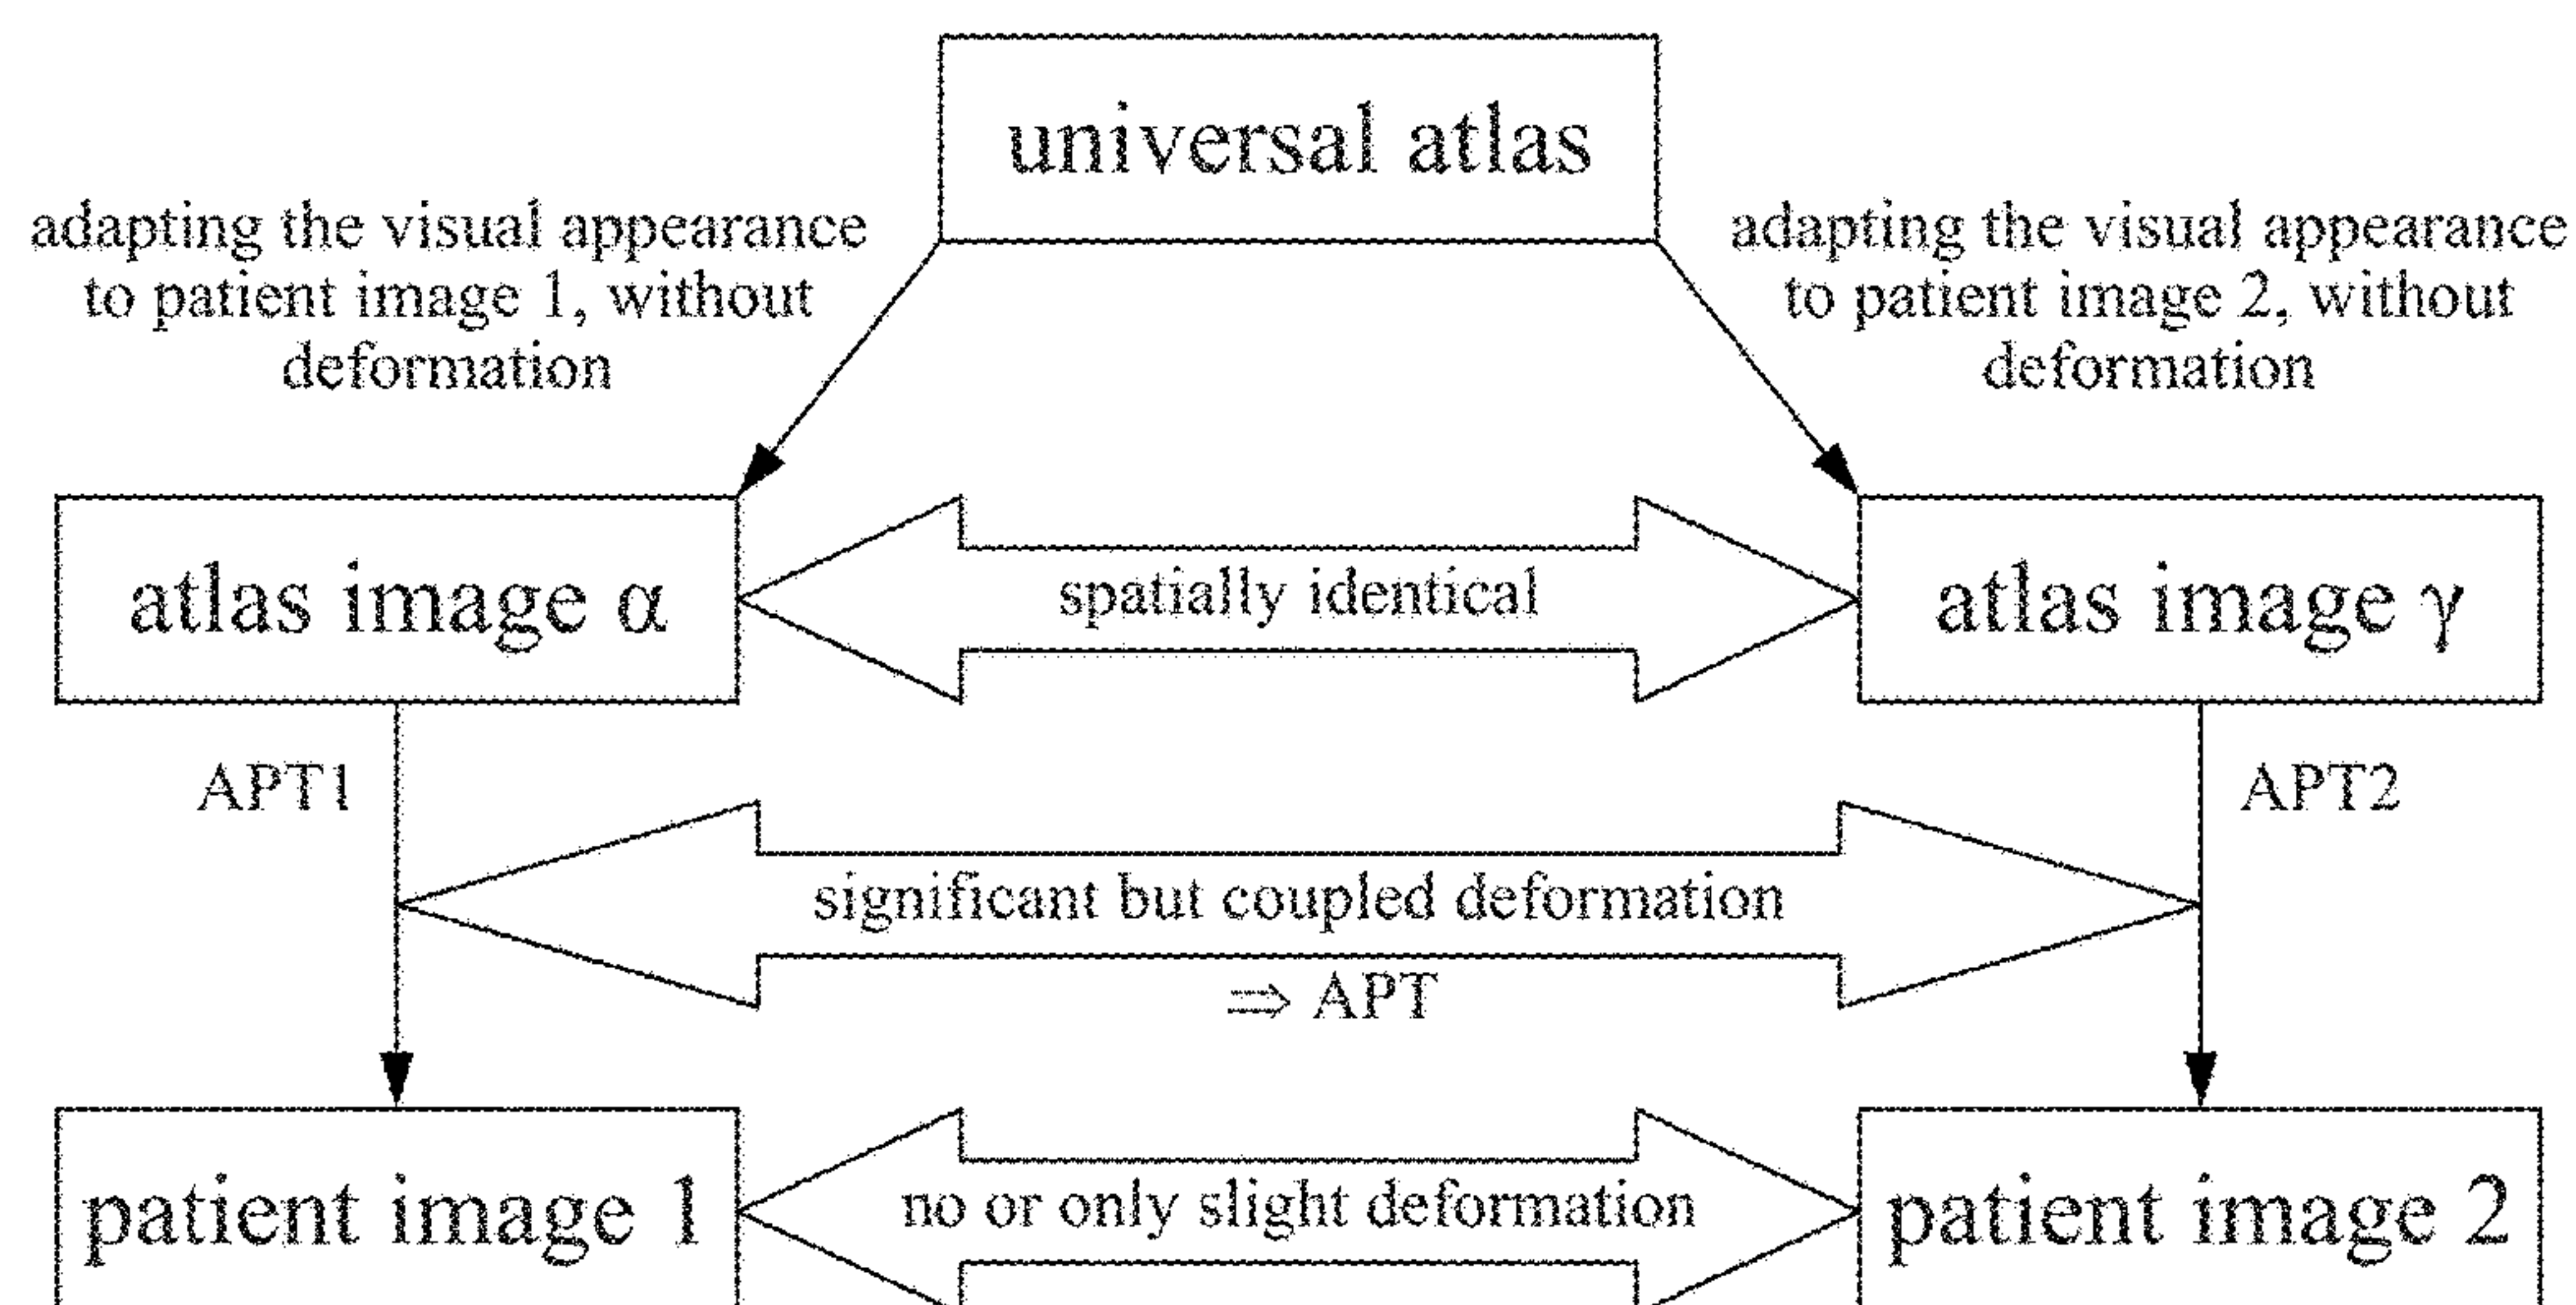 universal atlas
adapting the visual appearance
to patient image 1, without
deformation
adapting the visual appearance
to patient image 2, without
deformation
atlas image α
spatially identical
atlas image γ
APT1
APT2
significant but coupled deformation
⇒ APT
patient image 1
no or only slight deformation
patient image 2